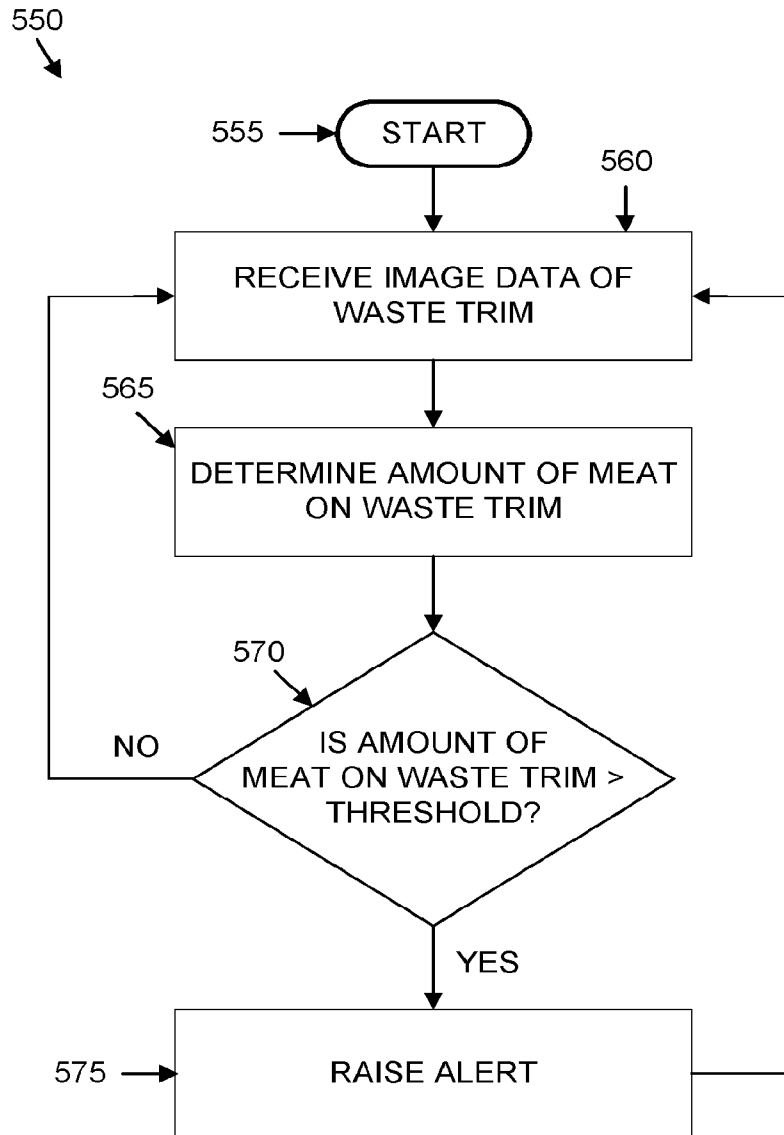 550
555
START
560
RECEIVE IMAGE DATA OF
WASTE TRIM
565
DETERMINE AMOUNT OF MEAT
ON WASTE TRIM
570
IS AMOUNT OF
MEAT ON WASTE TRIM >
THRESHOLD?
NO
YES
575
RAISE ALERT